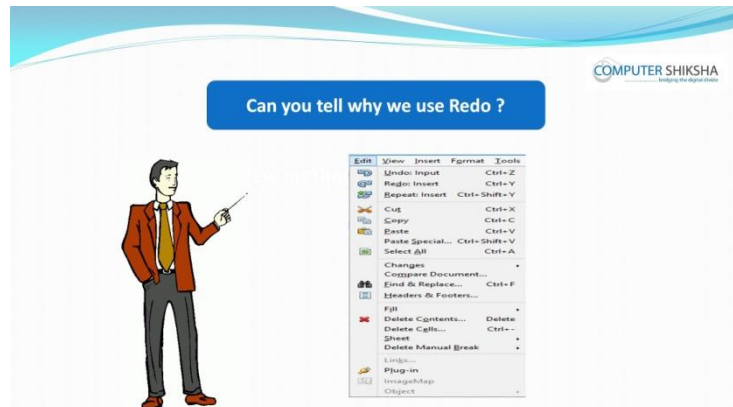 COMPUTER SHIKSHA
bridging the digital divide
Can you tell why we use Redo ?
Edit View Insert Format Tools
Undo: Input Ctrl+Z
Redo: Insert Ctrl+Y
Repeat: Insert Ctrl+Shift+Y
Cut Ctrl+X
Copy Ctrl+C
Paste Ctrl+V
Paste Special... Ctrl+Shift+V
Select All Ctrl+A
Changes
Compare Document...
Find & Replace... Ctrl+F
Headers & Footers...
Fill
Delete Contents... Delete
Delete Cells... Ctrl+-
Sheet
Delete Manual Break
Links...
Plug-in
ImageMap
Object